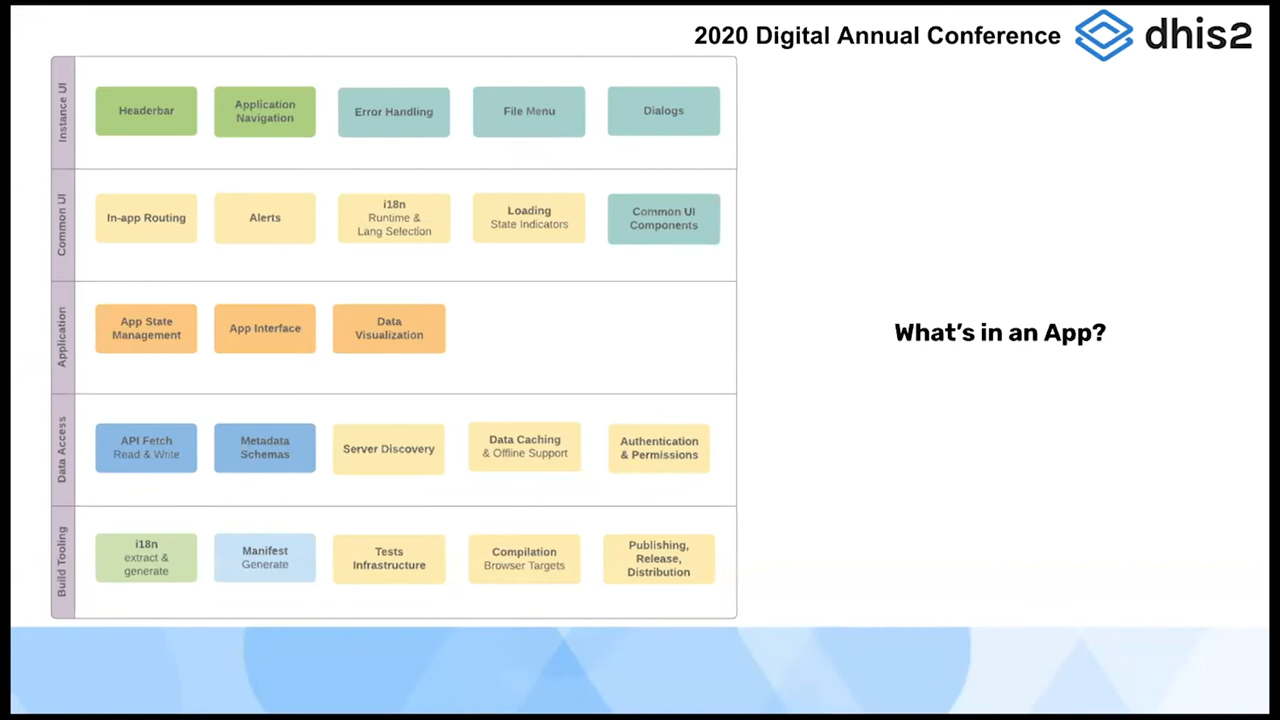 2020 Digital Annual Conference
dhis2
Instance UI
Headerbar
Application
Navigation
Error Handling
File Menu
Dialogs
Common UI
In-app Routing
Alerts
i18n
Runtime &
Lang Selection
Loading
State Indicators
Common UI
Components
Application
App State
Management
App Interface
Data
Visualization
What's in an App?
Data Access
API Fetch
Read & Write
Metadata
Schemas
Server Discovery
Data Caching
& Offline Support
Authentication
& Permissions
Build Tooling
i18n
extract &
generate
Manifest
Generate
Tests
Infrastructure
Compilation
Browser Targets
Publishing,
Release,
Distribution